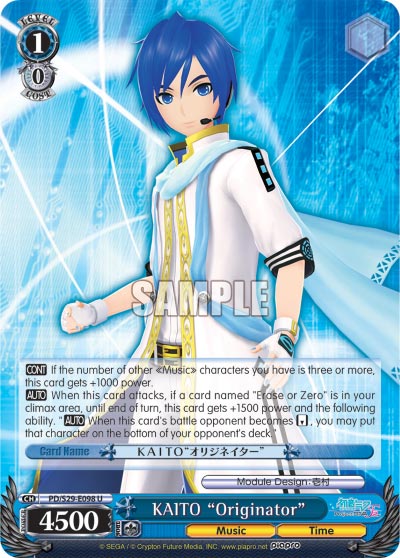 LEVEL
1
0
COST
SAMPLE
CONT If the number of other «Music» characters you have is three or more,
this card gets +1000 power.
AUTO When this card attacks, if a card named "Erase or Zero" is in your
climax area, until end of turn, this card gets +1500 power and the following
ability. "AUTO When this card's battle opponent becomes [ ], you may put
that character on the bottom of your opponent's deck.
Card Name KAITO“オリジネイター”
Module Design:壱村
CH PD/S29-E098 U
4500
KAITO “Originator”
Music Time
© SEGA / © Crypton Future Media, INC. www.piapro.net piapro